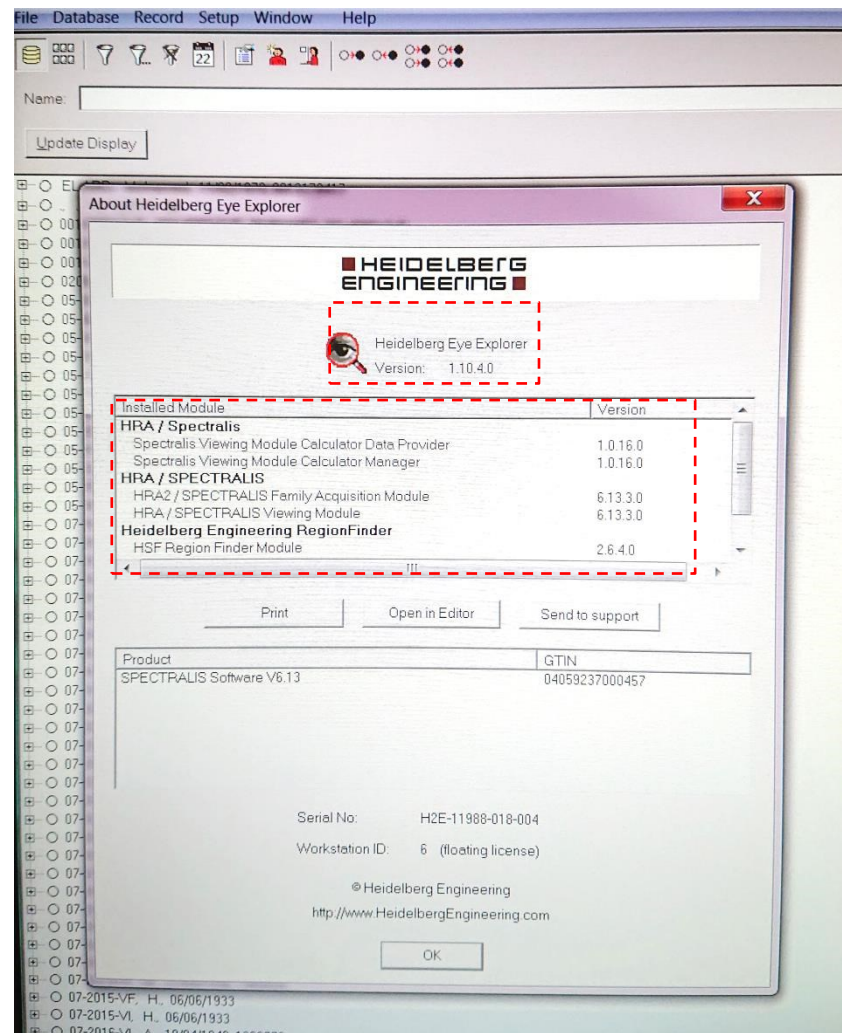 File Database Record Setup Window Help
22
Name:
Update Display
About Heidelberg Eye Explorer
X
HEIDELBERG
ENGINEERING
Heidelberg Eye Explorer
Version: 1.10.4.0
Installed Module Version
HRA / Spectralis
Spectralis Viewing Module Calculator Data Provider 1.0.16.0
Spectralis Viewing Module Calculator Manager 1.0.16.0
HRA / SPECTRALIS
HRA2 / SPECTRALIS Family Acquisition Module 6.13.3.0
HRA / SPECTRALIS Viewing Module 6.13.3.0
Heidelberg Engineering RegionFinder
HSF Region Finder Module 2.6.4.0
Print Open in Editor Send to support
Product GTIN
SPECTRALIS Software V6.13 04059237000457
Serial No: H2E-11988-018-004
Workstation ID: 6 (floating license)
© Heidelberg Engineering
http://www.HeidelbergEngineering.com
OK
07-2015-VF, H., 06/06/1933
07-2015-VI, H., 06/06/1933